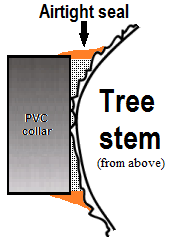 Airtight seal
PVC
collar
Tree
stem
(from above)